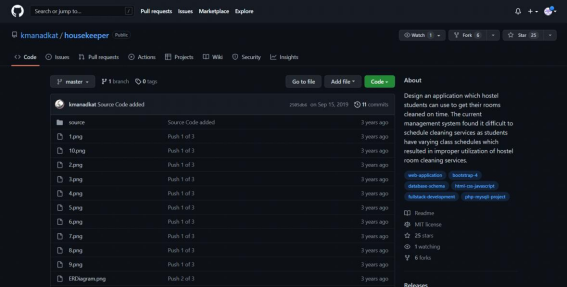 Search or jump to... /
Pull requests Issues Marketplace Explore
kmanadkat / housekeeper Public
Watch 1 Fork 6 Star 25
Code Issues Pull requests Actions Projects Wiki Security Insights
master 1 branch 0 tags Go to file Add file Code
kmanadkat Source Code added on Sep 15, 2019 11 commits
source Source Code added 3 years ago
1.png Push 1 of 3 3 years ago
10.png Push 1 of 3 3 years ago
2.png Push 1 of 3 3 years ago
3.png Push 1 of 3 3 years ago
4.png Push 1 of 3 3 years ago
5.png Push 1 of 3 3 years ago
6.png Push 1 of 3 3 years ago
7.png Push 1 of 3 3 years ago
8.png Push 1 of 3 3 years ago
9.png Push 1 of 3 3 years ago
ERDiagram.png Push 2 of 3 3 years ago
About
Design an application which hostel
students can use to get their rooms
cleaned on time. The current
management system found it difficult to
schedule cleaning services as students
have varying class schedules which
resulted in improper utilization of hostel
room cleaning services.
web-application bootstrap-4
database-schema html-css-javascript
fullstack-development php-mysqli-project
Readme
MIT license
25 stars
1 watching
6 forks
Releases